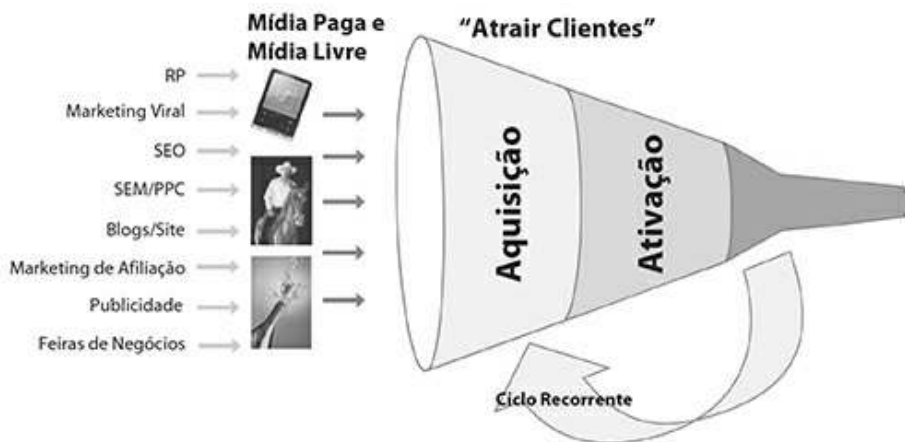 Mídia Paga e
Mídia Livre
“Atrair Clientes”
RP
Marketing Viral
SEO
SEM/PPC
Blogs/Site
Marketing de Afiliação
Publicidade
Feiras de Negócios
Aquisição
Ativação
Ciclo Recorrente